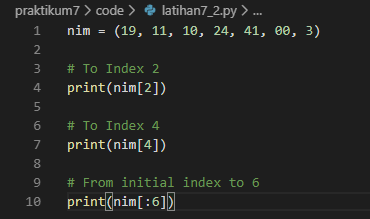 praktikum7 > code > latihan7_2.py > ...
1 nim = (19, 11, 10, 24, 41, 00, 3)
2
3 # To Index 2
4 print(nim[2])
5
6 # To Index 4
7 print(nim[4])
8
9 # From initial index to 6
10 print(nim[:6])